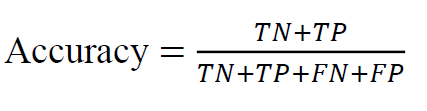 Accuracy = TN+TP / TN+TP+FN+FP